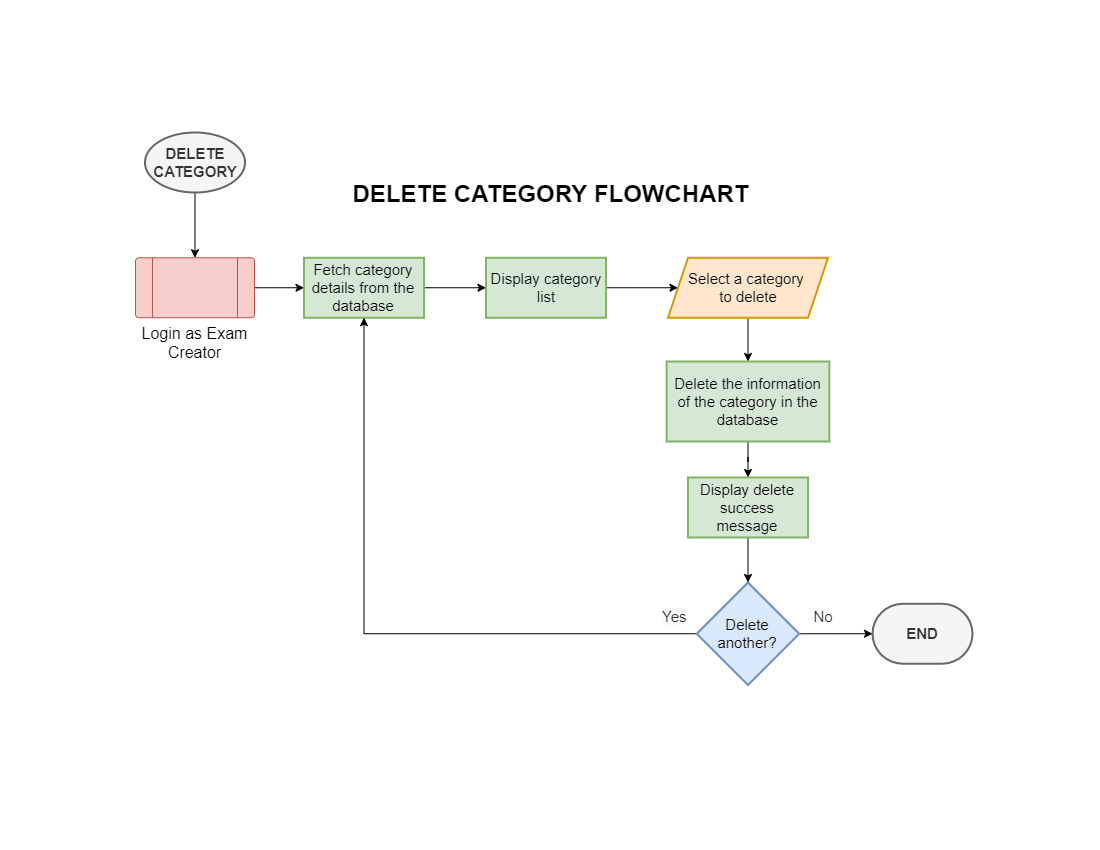 DELETE
CATEGORY
DELETE CATEGORY FLOWCHART
Login as Exam
Creator
Fetch category
details from the
database
Display category
list
Select a category
to delete
Delete the information
of the category in the
database
Display delete
success
message
Delete
another?
Yes
No
END